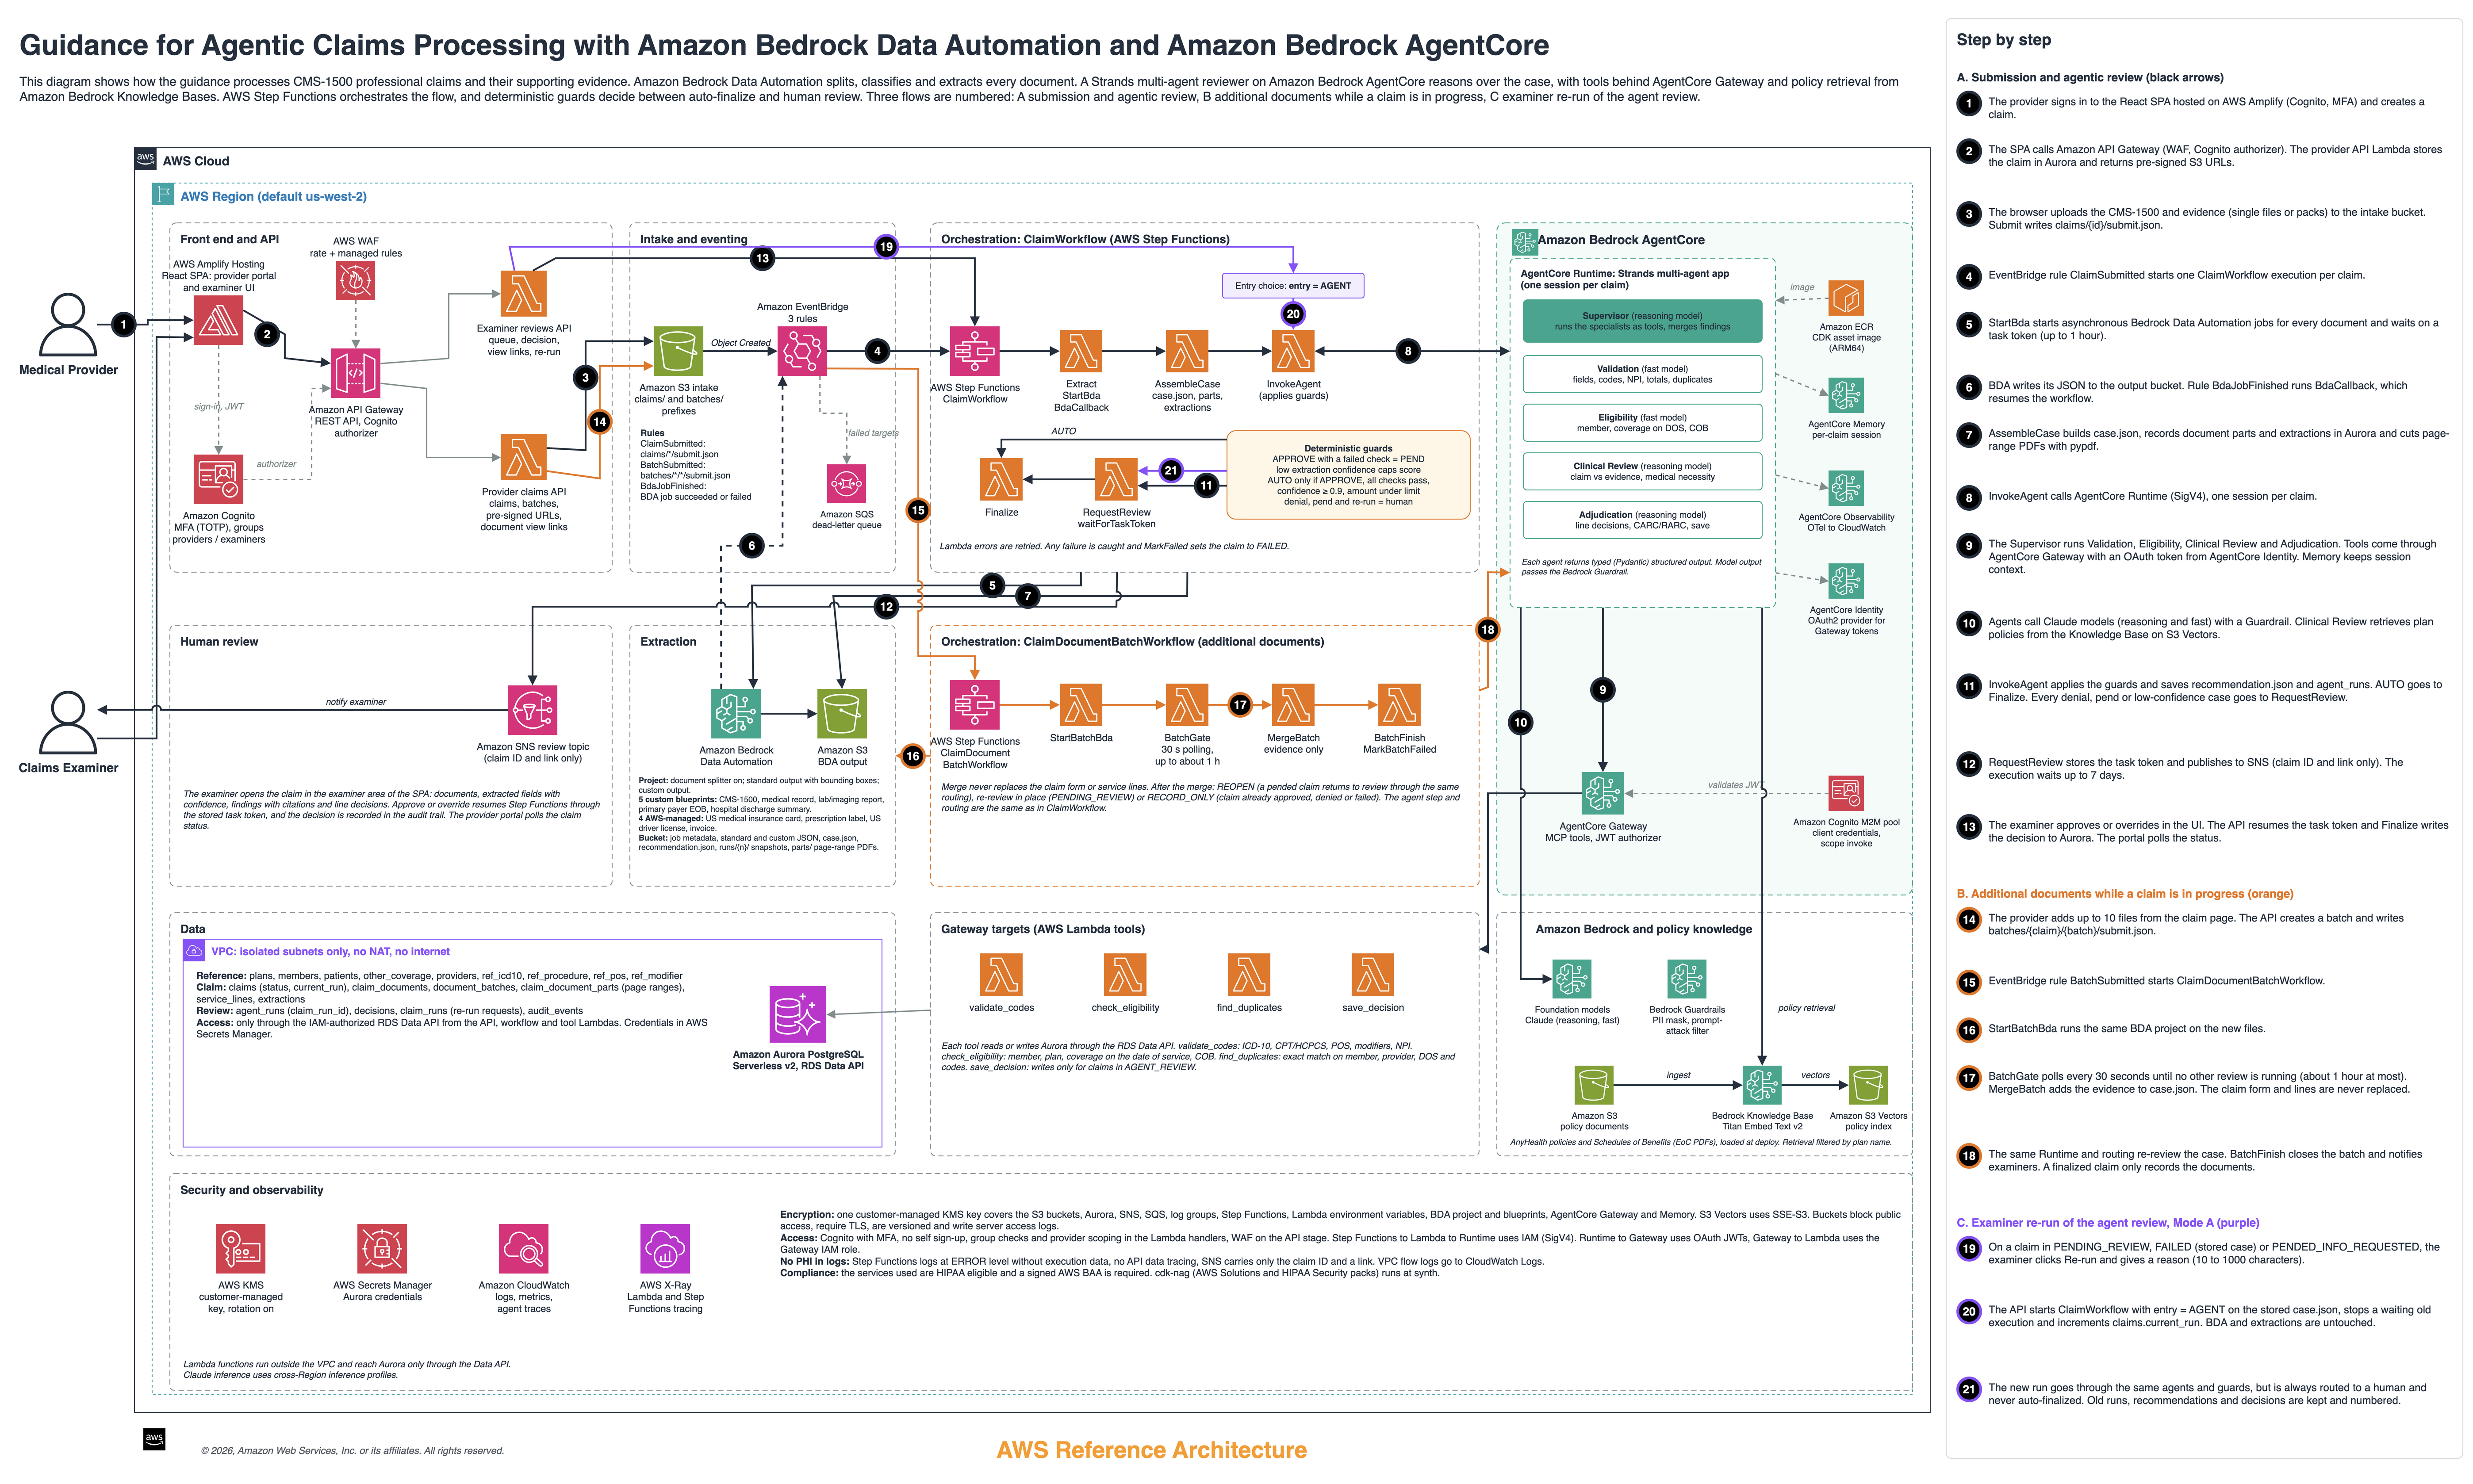 Guidance for Agentic Claims Processing with Amazon Bedrock Data Automation and Amazon Bedrock AgentCore
This diagram shows how the guidance processes CMS-1500 professional claims and their supporting evidence. Amazon Bedrock Data Automation splits, classifies and extracts every document. A Strands multi-agent reviewer on Amazon Bedrock AgentCore reasons over the case, with tools behind AgentCore Gateway and policy retrieval from
Amazon Bedrock Knowledge Bases. AWS Step Functions orchestrates the flow, and deterministic guards decide between auto-finalize and human review. Three flows are numbered: A submission and agentic review, B additional documents while a claim is in progress, C examiner re-run of the agent review.
aws
AWS Cloud
AWS Region (default us-west-2)
Medical Provider
Claims Examiner
1
Front end and API
AWS WAF
rate + managed rules
AWS Amplify Hosting
React SPA: provider portal
and examiner UI
2
Examiner reviews API
queue, decision,
view links, re-run
Amazon API Gateway
REST API, Cognito
authorizer
sign-in, JWT
authorizer
Amazon Cognito
MFA (TOTP), groups
providers / examiners
Provider claims API
claims, batches,
pre-signed URLs,
document view links
3
14
Intake and eventing
19
13
Amazon EventBridge
3 rules
Object Created
4
Amazon S3 intake
claims/ and batches/
prefixes
Rules
ClaimSubmitted:
claims/*/submit.json
BatchSubmitted:
batches/*/*/submit.json
BdaJobFinished:
BDA job succeeded or failed
failed targets
Amazon SQS
dead-letter queue
6
15
Orchestration: ClaimWorkflow (AWS Step Functions)
Entry choice: entry = AGENT
20
8
AWS Step Functions
ClaimWorkflow
Extract
StartBda
BdaCallback
AssembleCase
case.json, parts,
extractions
InvokeAgent
(applies guards)
AUTO
Deterministic guards
APPROVE with a failed check = PEND
low extraction confidence caps score
AUTO only if APPROVE, all checks pass,
confidence ≥ 0.9, amount under limit
denial, pend and re-run = human
21
11
Finalize
RequestReview
waitForTaskToken
Lambda errors are retried. Any failure is caught and MarkFailed sets the claim to FAILED.
5
7
12
18
Amazon Bedrock AgentCore
AgentCore Runtime: Strands multi-agent app
(one session per claim)
Supervisor (reasoning model)
runs the specialists as tools, merges findings
Validation (fast model)
fields, codes, NPI, totals, duplicates
Eligibility (fast model)
member, coverage on DOS, COB
Clinical Review (reasoning model)
claim vs evidence, medical necessity
Adjudication (reasoning model)
line decisions, CARC/RARC, save
Each agent returns typed (Pydantic) structured output. Model output
passes the Bedrock Guardrail.
image
Amazon ECR
CDK asset image
(ARM64)
AgentCore Memory
per-claim session
AgentCore Observability
OTel to CloudWatch
AgentCore Identity
OAuth2 provider for
Gateway tokens
9
10
AgentCore Gateway
MCP tools, JWT authorizer
validates JWT
Amazon Cognito M2M pool
client credentials,
scope invoke
Human review
notify examiner
Amazon SNS review topic
(claim ID and link only)
The examiner opens the claim in the examiner area of the SPA: documents, extracted fields with
confidence, findings with citations and line decisions. Approve or override resumes Step Functions through
the stored task token, and the decision is recorded in the audit trail. The provider portal polls the claim
status.
Extraction
Amazon Bedrock
Data Automation
Amazon S3
BDA output
16
Project: document splitter on; standard output with bounding boxes;
custom output.
5 custom blueprints: CMS-1500, medical record, lab/imaging report,
primary payer EOB, hospital discharge summary.
4 AWS-managed: US medical insurance card, prescription label, US
driver license, invoice.
Bucket: job metadata, standard and custom JSON, case.json,
recommendation.json, runs/{n}/ snapshots, parts/ page-range PDFs.
Orchestration: ClaimDocumentBatchWorkflow (additional documents)
AWS Step Functions
ClaimDocument
BatchWorkflow
StartBatchBda
BatchGate
30 s polling,
up to about 1 h
17
MergeBatch
evidence only
BatchFinish
MarkBatchFailed
Merge never replaces the claim form or service lines. After the merge: REOPEN (a pended claim returns to review through the same
routing), re-review in place (PENDING_REVIEW) or RECORD_ONLY (claim already approved, denied or failed). The agent step and
routing are the same as in ClaimWorkflow.
Data
VPC: isolated subnets only, no NAT, no internet
Reference: plans, members, patients, other_coverage, providers, ref_icd10, ref_procedure, ref_pos, ref_modifier
Claim: claims (status, current_run), claim_documents, document_batches, claim_document_parts (page ranges),
service_lines, extractions
Review: agent_runs (claim_run_id), decisions, claim_runs (re-run requests), audit_events
Access: only through the IAM-authorized RDS Data API from the API, workflow and tool Lambdas. Credentials in AWS
Secrets Manager.
Amazon Aurora PostgreSQL
Serverless v2, RDS Data API
Gateway targets (AWS Lambda tools)
validate_codes
check_eligibility
find_duplicates
save_decision
Each tool reads or writes Aurora through the RDS Data API. validate_codes: ICD-10, CPT/HCPCS, POS, modifiers, NPI.
check_eligibility: member, plan, coverage on the date of service, COB. find_duplicates: exact match on member, provider, DOS and
codes. save_decision: writes only for claims in AGENT_REVIEW.
Amazon Bedrock and policy knowledge
Foundation models
Claude (reasoning, fast)
Bedrock Guardrails
PII mask, prompt-
attack filter
policy retrieval
ingest
vectors
Amazon S3
policy documents
Bedrock Knowledge Base
Titan Embed Text v2
Amazon S3 Vectors
policy index
AnyHealth policies and Schedules of Benefits (EoC PDFs), loaded at deploy. Retrieval filtered by plan name.
Security and observability
AWS KMS
customer-managed
key, rotation on
AWS Secrets Manager
Aurora credentials
Amazon CloudWatch
logs, metrics,
agent traces
AWS X-Ray
Lambda and Step
Functions tracing
Encryption: one customer-managed KMS key covers the S3 buckets, Aurora, SNS, SQS, log groups, Step Functions, Lambda environment variables, BDA project and blueprints, AgentCore Gateway and Memory. S3 Vectors uses SSE-S3. Buckets block public
access, require TLS, are versioned and write server access logs.
Access: Cognito with MFA, no self sign-up, group checks and provider scoping in the Lambda handlers, WAF on the API stage. Step Functions to Lambda to Runtime uses IAM (SigV4). Runtime to Gateway uses OAuth JWTs, Gateway to Lambda uses the
Gateway IAM role.
No PHI in logs: Step Functions logs at ERROR level without execution data, no API data tracing, SNS carries only the claim ID and a link. VPC flow logs go to CloudWatch Logs.
Compliance: the services used are HIPAA eligible and a signed AWS BAA is required. cdk-nag (AWS Solutions and HIPAA Security packs) runs at synth.
Lambda functions run outside the VPC and reach Aurora only through the Data API.
Claude inference uses cross-Region inference profiles.
aws
© 2026, Amazon Web Services, Inc. or its affiliates. All rights reserved.
AWS Reference Architecture
Step by step
A. Submission and agentic review (black arrows)
1
The provider signs in to the React SPA hosted on AWS Amplify (Cognito, MFA) and creates a
claim.
2
The SPA calls Amazon API Gateway (WAF, Cognito authorizer). The provider API Lambda stores
the claim in Aurora and returns pre-signed S3 URLs.
3
The browser uploads the CMS-1500 and evidence (single files or packs) to the intake bucket.
Submit writes claims/{id}/submit.json.
4
EventBridge rule ClaimSubmitted starts one ClaimWorkflow execution per claim.
5
StartBda starts asynchronous Bedrock Data Automation jobs for every document and waits on a
task token (up to 1 hour).
6
BDA writes its JSON to the output bucket. Rule BdaJobFinished runs BdaCallback, which
resumes the workflow.
7
AssembleCase builds case.json, records document parts and extractions in Aurora and cuts page-
range PDFs with pypdf.
8
InvokeAgent calls AgentCore Runtime (SigV4), one session per claim.
9
The Supervisor runs Validation, Eligibility, Clinical Review and Adjudication. Tools come through
AgentCore Gateway with an OAuth token from AgentCore Identity. Memory keeps session
context.
10
Agents call Claude models (reasoning and fast) with a Guardrail. Clinical Review retrieves plan
policies from the Knowledge Base on S3 Vectors.
11
InvokeAgent applies the guards and saves recommendation.json and agent_runs. AUTO goes to
Finalize. Every denial, pend or low-confidence case goes to RequestReview.
12
RequestReview stores the task token and publishes to SNS (claim ID and link only). The
execution waits up to 7 days.
13
The examiner approves or overrides in the UI. The API resumes the task token and Finalize writes
the decision to Aurora. The portal polls the status.
B. Additional documents while a claim is in progress (orange)
14
The provider adds up to 10 files from the claim page. The API creates a batch and writes
batches/{claim}/{batch}/submit.json.
15
EventBridge rule BatchSubmitted starts ClaimDocumentBatchWorkflow.
16
StartBatchBda runs the same BDA project on the new files.
17
BatchGate polls every 30 seconds until no other review is running (about 1 hour at most).
MergeBatch adds the evidence to case.json. The claim form and lines are never replaced.
18
The same Runtime and routing re-review the case. BatchFinish closes the batch and notifies
examiners. A finalized claim only records the documents.
C. Examiner re-run of the agent review, Mode A (purple)
19
On a claim in PENDING_REVIEW, FAILED (stored case) or PENDED_INFO_REQUESTED, the
examiner clicks Re-run and gives a reason (10 to 1000 characters).
20
The API starts ClaimWorkflow with entry = AGENT on the stored case.json, stops a waiting old
execution and increments claims.current_run. BDA and extractions are untouched.
21
The new run goes through the same agents and guards, but is always routed to a human and
never auto-finalized. Old runs, recommendations and decisions are kept and numbered.